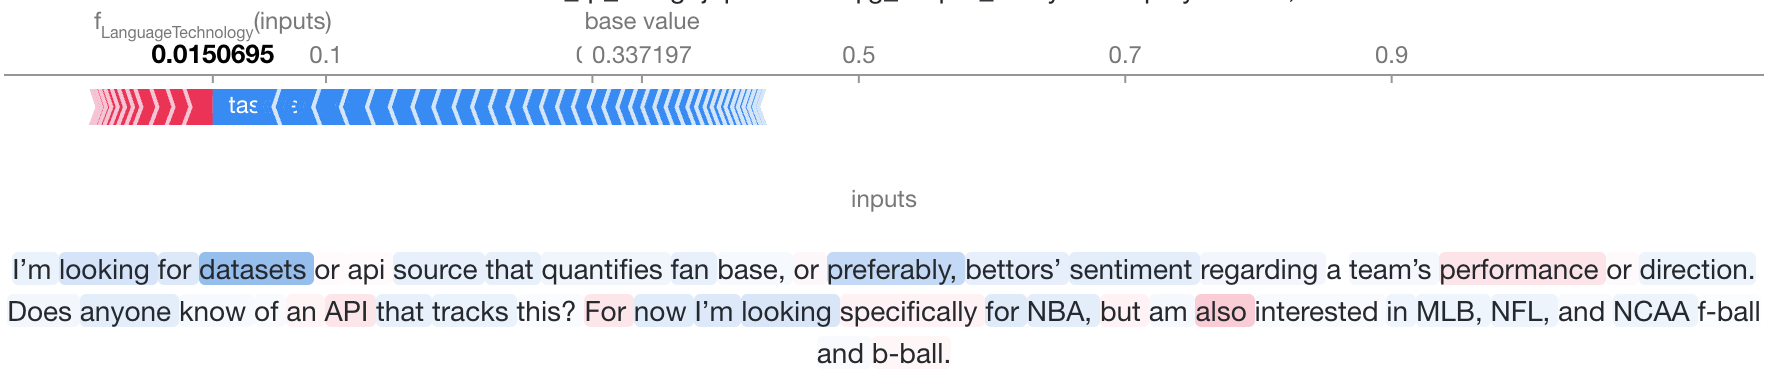 f LanguageTechnology (inputs) base value
0.0150695 0.1 0.337197 0.5 0.7 0.9
tas
inputs
I’m looking for datasets or api source that quantifies fan base, or preferably, bettors’ sentiment regarding a team’s performance or direction.
Does anyone know of an API that tracks this? For now I’m looking specifically for NBA, but am also interested in MLB, NFL, and NCAA f-ball
and b-ball.